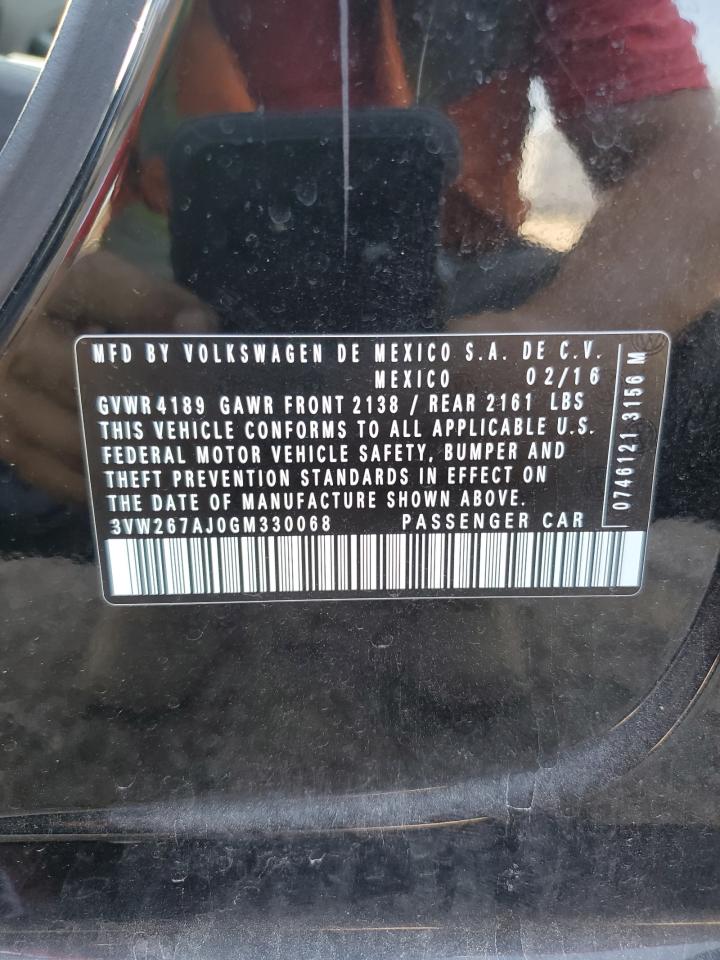 MFD BY VOLKSWAGEN DE MEXICO S.A. DE C.V.
MEXICO 02/16
GVWR 4189 GAWR FRONT 2138 / REAR 2161 LBS
THIS VEHICLE CONFORMS TO ALL APPLICABLE U.S.
FEDERAL MOTOR VEHICLE SAFETY, BUMPER AND
THEFT PREVENTION STANDARDS IN EFFECT ON
THE DATE OF MANUFACTURE SHOWN ABOVE.
3VW267AJ0GM330068 PASSENGER CAR
0746121 3156 M